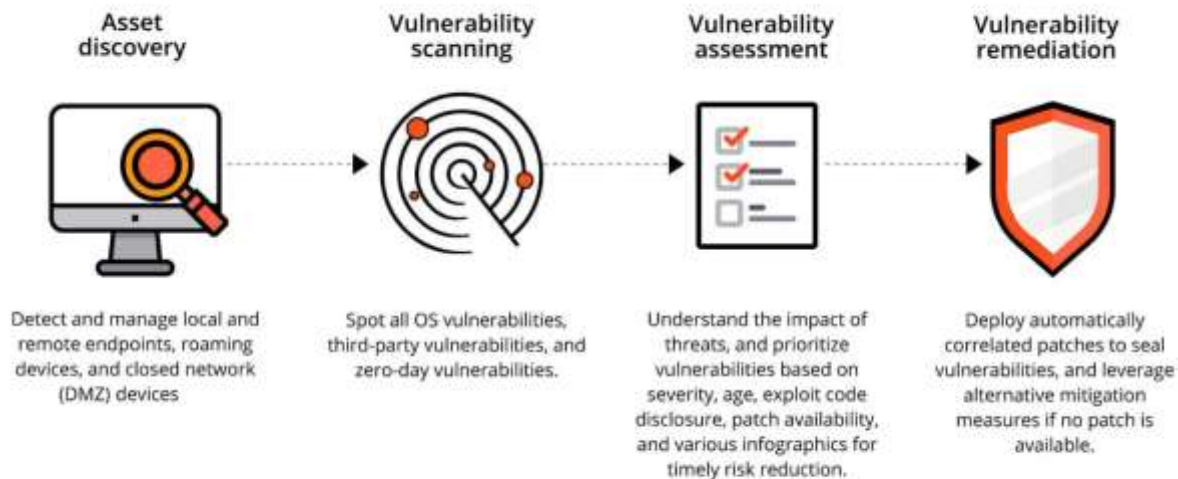 Asset
discovery
Vulnerability
scanning
Vulnerability
assessment
Vulnerability
remediation
Detect and manage local and
remote endpoints, roaming
devices, and closed network
(DMZ) devices
Spot all OS vulnerabilities,
third-party vulnerabilities, and
zero-day vulnerabilities.
Understand the impact of
threats, and prioritize
vulnerabilities based on
severity, age, exploit code
disclosure, patch availability,
and various infographics for
timely risk reduction.
Deploy automatically
correlated patches to seal
vulnerabilities, and leverage
alternative mitigation
measures if no patch is
available.